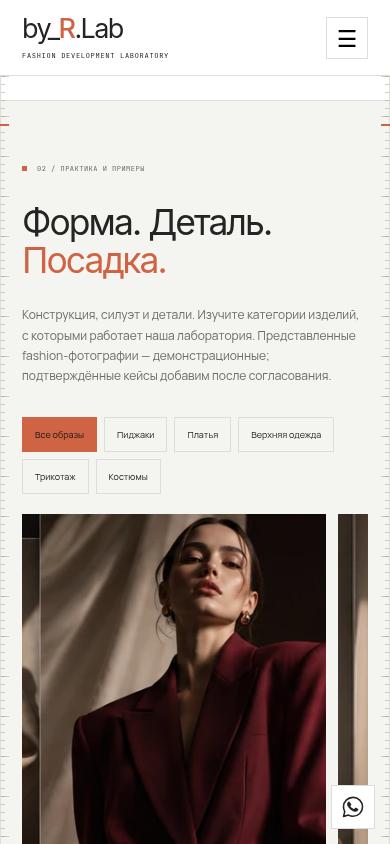 by_R.Lab
FASHION DEVELOPMENT LABORATORY
02 / ПРАКТИКА И ПРИМЕРЫ
Форма. Деталь.
Посадка.
Конструкция, силуэт и детали. Изучите категории изделий,
с которыми работает наша лаборатория. Представленные
fashion-фотографии — демонстрационные;
подтверждённые кейсы добавим после согласования.
Все образы
Пиджаки
Платья
Верхняя одежда
Трикотаж
Костюмы